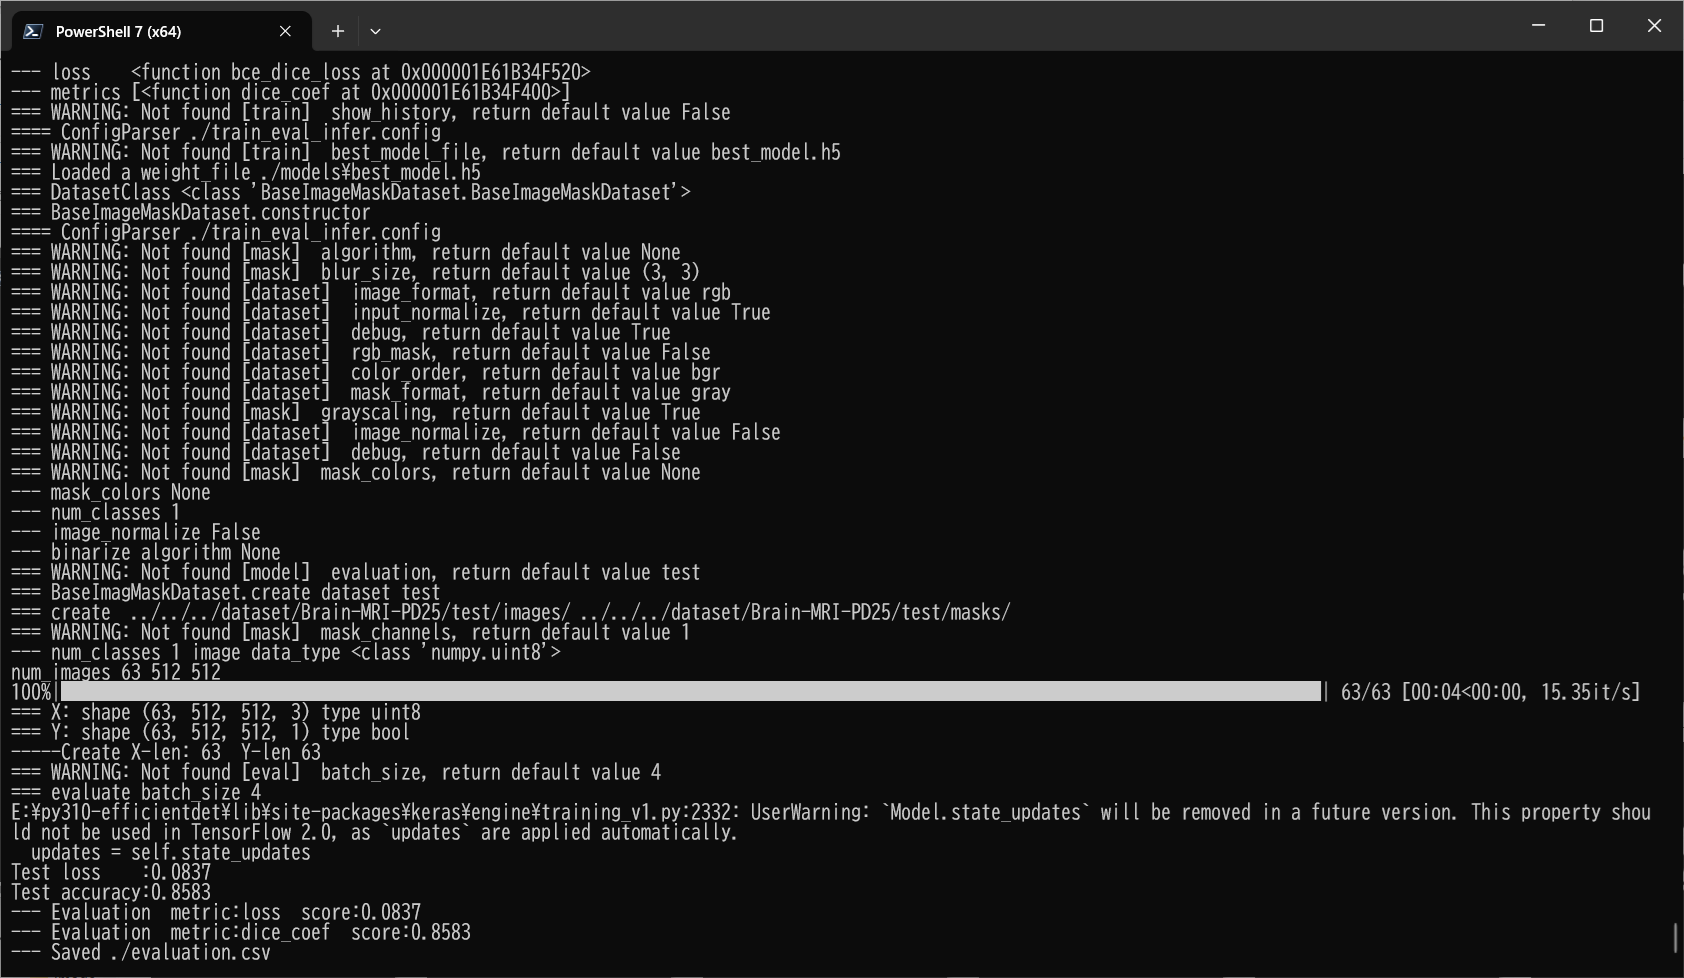 PowerShell 7 (x64)
--- loss    <function bce_dice_loss at 0x000001E61B34F520>
--- metrics [<function dice_coef at 0x000001E61B34F400>]
=== WARNING: Not found [train]  show_history, return default value False
==== ConfigParser ./train_eval_infer.config
=== WARNING: Not found [train]  best_model_file, return default value best_model.h5
=== Loaded a weight_file ./models¥best_model.h5
=== DatasetClass <class 'BaseImageMaskDataset.BaseImageMaskDataset'>
=== BaseImageMaskDataset.constructor
==== ConfigParser ./train_eval_infer.config
=== WARNING: Not found [mask]  algorithm, return default value None
=== WARNING: Not found [mask]  blur_size, return default value (3, 3)
=== WARNING: Not found [dataset]  image_format, return default value rgb
=== WARNING: Not found [dataset]  input_normalize, return default value True
=== WARNING: Not found [dataset]  debug, return default value True
=== WARNING: Not found [dataset]  rgb_mask, return default value False
=== WARNING: Not found [dataset]  color_order, return default value bgr
=== WARNING: Not found [dataset]  mask_format, return default value gray
=== WARNING: Not found [mask]  grayscaling, return default value True
=== WARNING: Not found [dataset]  image_normalize, return default value False
=== WARNING: Not found [dataset]  debug, return default value False
=== WARNING: Not found [mask]  mask_colors, return default value None
--- mask_colors None
--- num_classes 1
--- image_normalize False
--- binarize algorithm None
=== WARNING: Not found [model]  evaluation, return default value test
=== BaseImagMaskDataset.create dataset test
=== create  ../../../dataset/Brain-MRI-PD25/test/images/ ../../../dataset/Brain-MRI-PD25/test/masks/
=== WARNING: Not found [mask]  mask_channels, return default value 1
--- num_classes 1 image data_type <class 'numpy.uint8'>
num_images 63 512 512
100%| | 63/63 [00:04<00:00, 15.35it/s]
=== X: shape (63, 512, 512, 3) type uint8
=== Y: shape (63, 512, 512, 1) type bool
-----Create X-len: 63  Y-len 63
=== WARNING: Not found [eval]  batch_size, return default value 4
=== evaluate batch_size 4
E:¥py310-efficientdet¥lib¥site-packages¥keras¥engine¥training_v1.py:2332: UserWarning: `Model.state_updates` will be removed in a future version. This property shou
ld not be used in TensorFlow 2.0, as `updates` are applied automatically.
  updates = self.state_updates
Test loss    :0.0837
Test accuracy:0.8583
--- Evaluation  metric:loss  score:0.0837
--- Evaluation  metric:dice_coef  score:0.8583
--- Saved ./evaluation.csv